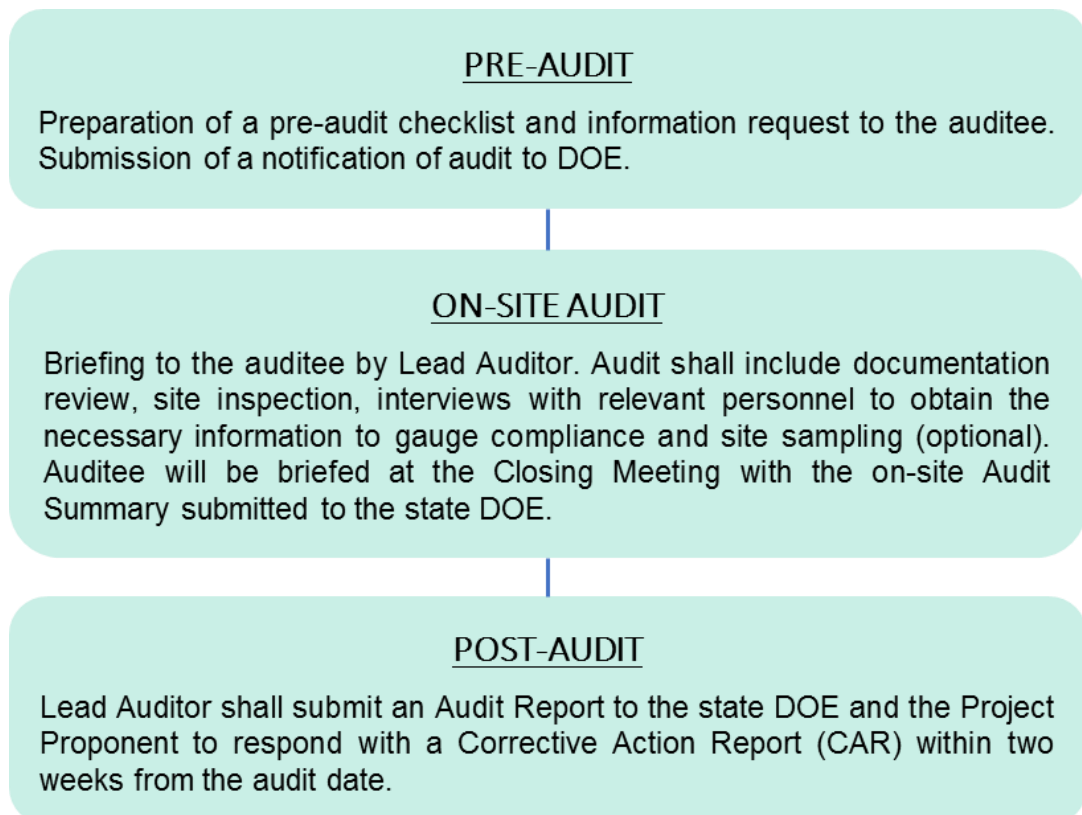 PRE-AUDIT
Preparation of a pre-audit checklist and information request to the auditee.
Submission of a notification of audit to DOE.
ON-SITE AUDIT
Briefing to the auditee by Lead Auditor. Audit shall include documentation
review, site inspection, interviews with relevant personnel to obtain the
necessary information to gauge compliance and site sampling (optional).
Auditee will be briefed at the Closing Meeting with the on-site Audit
Summary submitted to the state DOE.
POST-AUDIT
Lead Auditor shall submit an Audit Report to the state DOE and the Project
Proponent to respond with a Corrective Action Report (CAR) within two
weeks from the audit date.